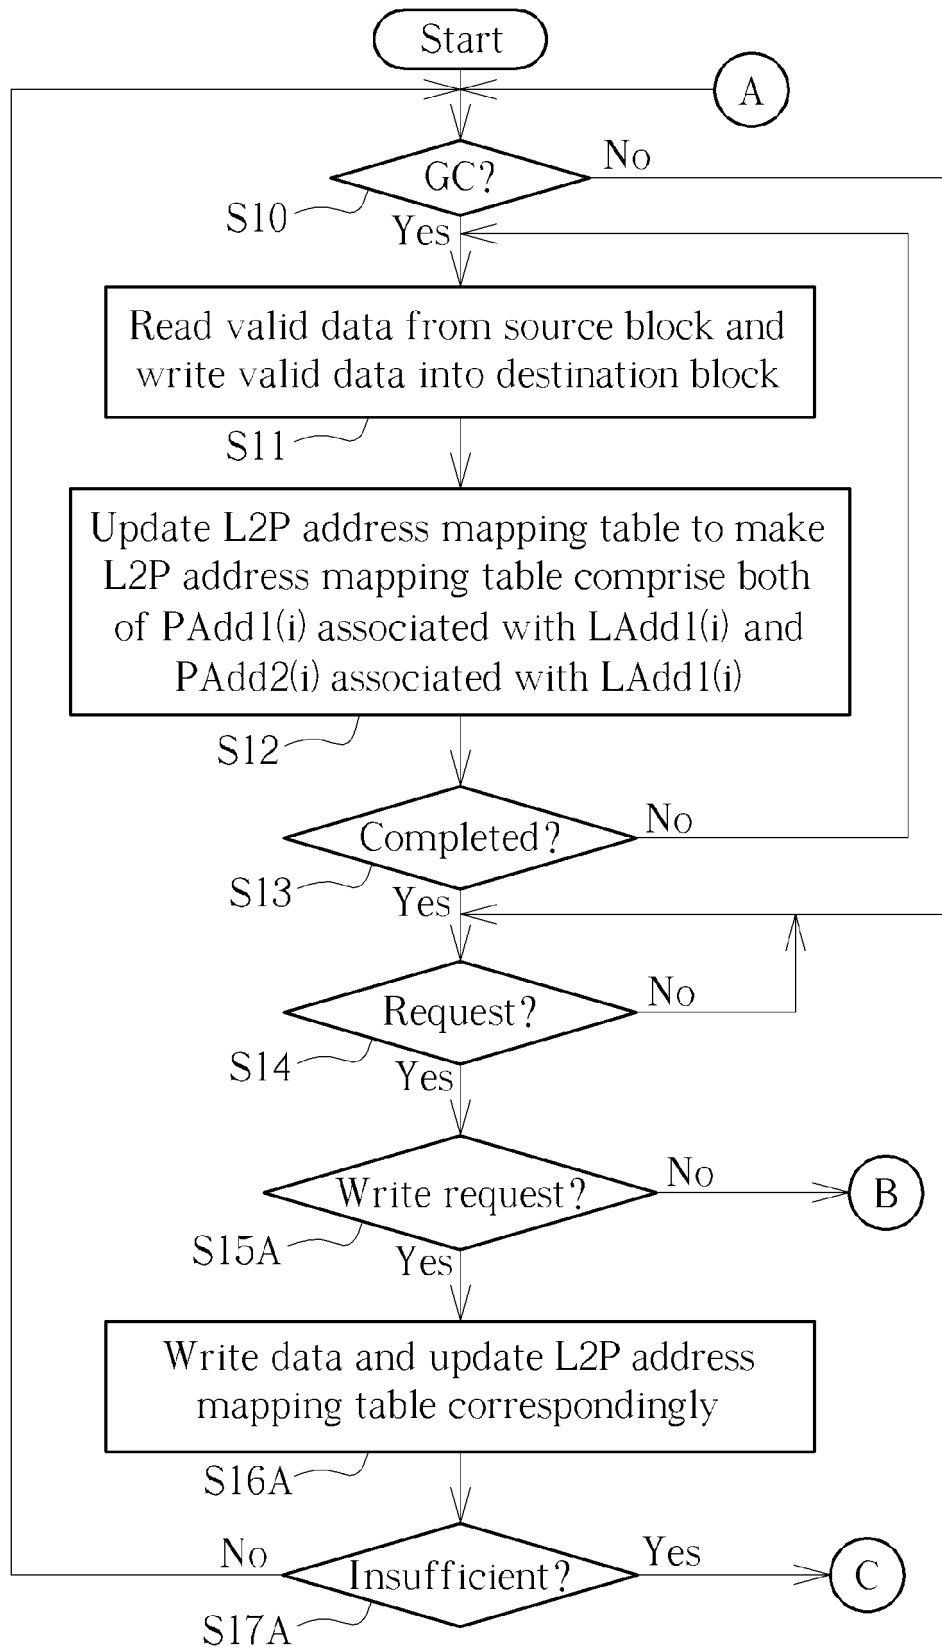 Start
A
GC?
No
S10
Yes
Read valid data from source block and
write valid data into destination block
S11
Update L2P address mapping table to make
L2P address mapping table comprise both
of PAdd1(i) associated with LAdd1(i) and
PAdd2(i) associated with LAdd1(i)
S12
Completed?
No
S13
Yes
Request?
No
S14
Yes
Write request?
No
B
S15A
Yes
Write data and update L2P address
mapping table correspondingly
S16A
No
Insufficient?
Yes
C
S17A